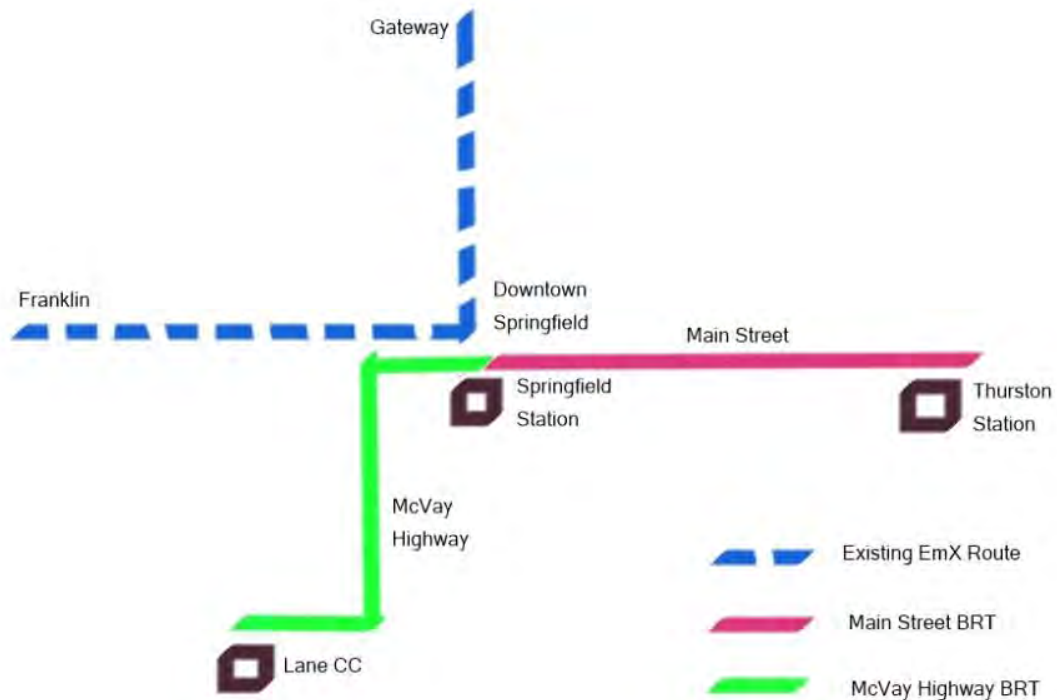 Gateway
Franklin
Downtown
Springfield
Main Street
Springfield
Station
Thurston
Station
McVay
Highway
Existing EmX Route
Main Street BRT
Lane CC
McVay Highway BRT